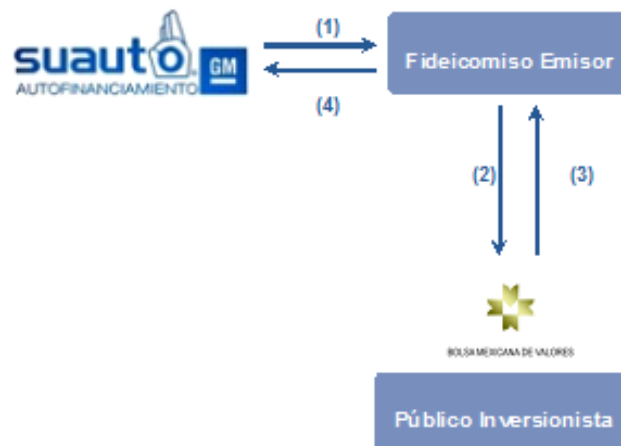 (1)
suauto GM
AUTOFINANCIAMIENTO
Fideicomiso Emisor
(4)
(2)
(3)
BOLSA MEXICANA DE VALORES
Público Inversionista